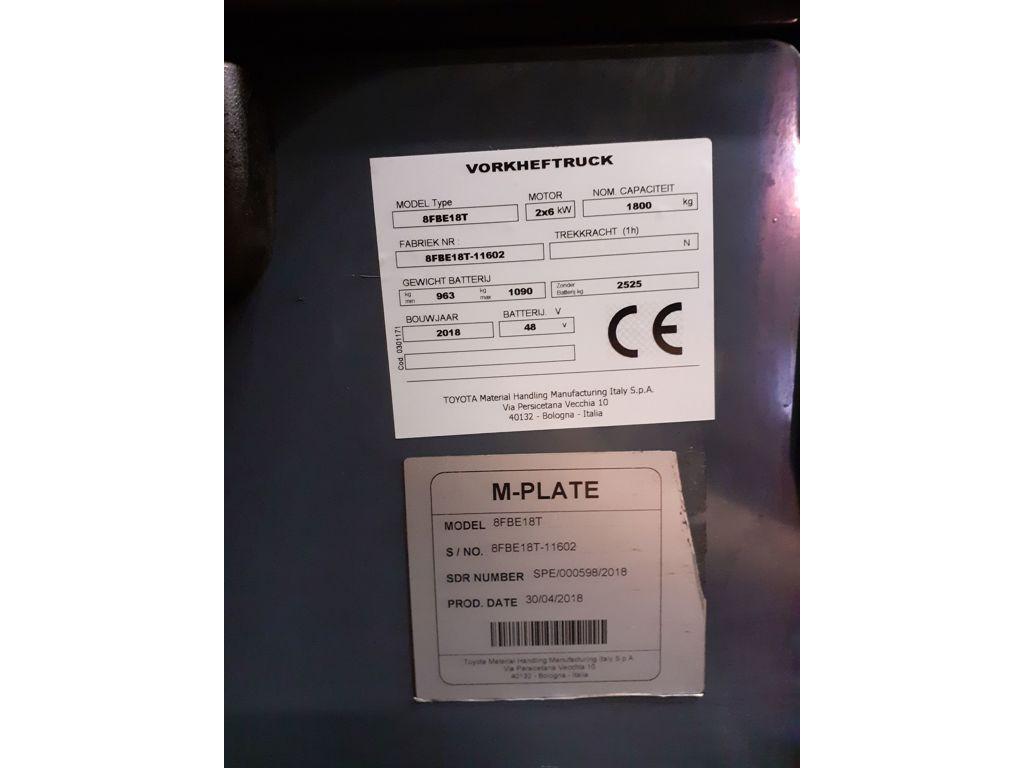 VORKHEFTRUCK
MODEL Type MOTOR NOM. CAPACITEIT
8FBE18T 2x6 kW 1800 kg
FABRIEK NR : TREKKRACHT (1h)
8FBE18T-11602 N
GEWICHT BATTERIJ
kg min 963 kg max 1090 Zonder Batterij kg 2525
BOUWJAAR BATTERIJ. V
2018 48 V
CE
Cod. 0301171
TOYOTA Material Handling Manufacturing Italy S.p.A.
Via Persicetana Vecchia 10
40132 - Bologna - Italia
M-PLATE
MODEL 8FBE18T
S / NO. 8FBE18T-11602
SDR NUMBER SPE/000598/2018
PROD. DATE 30/04/2018
Toyota Material Handling Manufacturing Italy S.p.A.
Via Persicetana Vecchia 10
40132 - Bologna - Italia